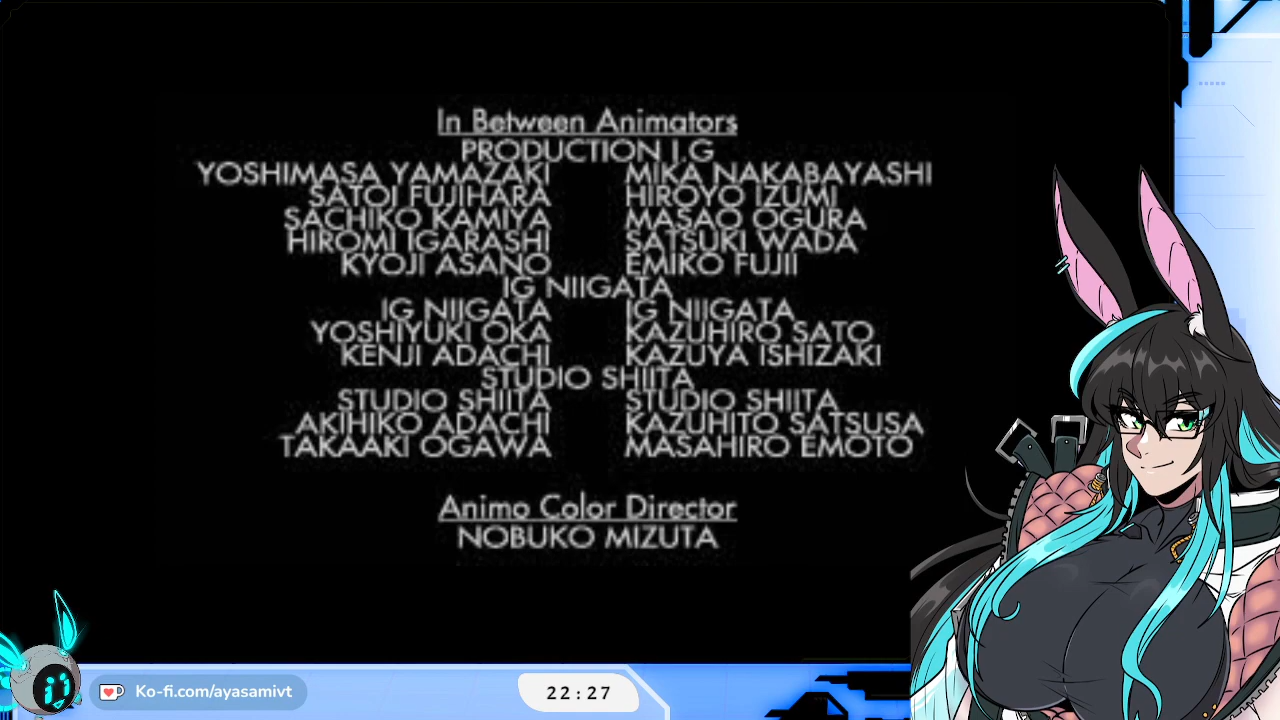 In Between Animators
PRODUCTION I.G
YOSHIMASA YAMAZAKI MIKA NAKABAYASHI
SATOI FUJIHARA HIROYO IZUMI
SACHIKO KAMIYA MASAO OGURA
HIROMI IGARASHI SATSUKI WADA
KYOJI ASANO EMIKO FUJII
IG NIIGATA
IG NIIGATA IG NIIGATA
YOSHIYUKI OKA KAZUHIRO SATO
KENJI ADACHI KAZUYA ISHIZAKI
STUDIO SHIITA
STUDIO SHIITA STUDIO SHIITA
AKIHIKO ADACHI KAZUHITO SATSUSA
TAKAAKI OGAWA MASAHIRO EMOTO
Animo Color Director
NOBUKO MIZUTA
Ko-fi.com/ayasamivt
22:27